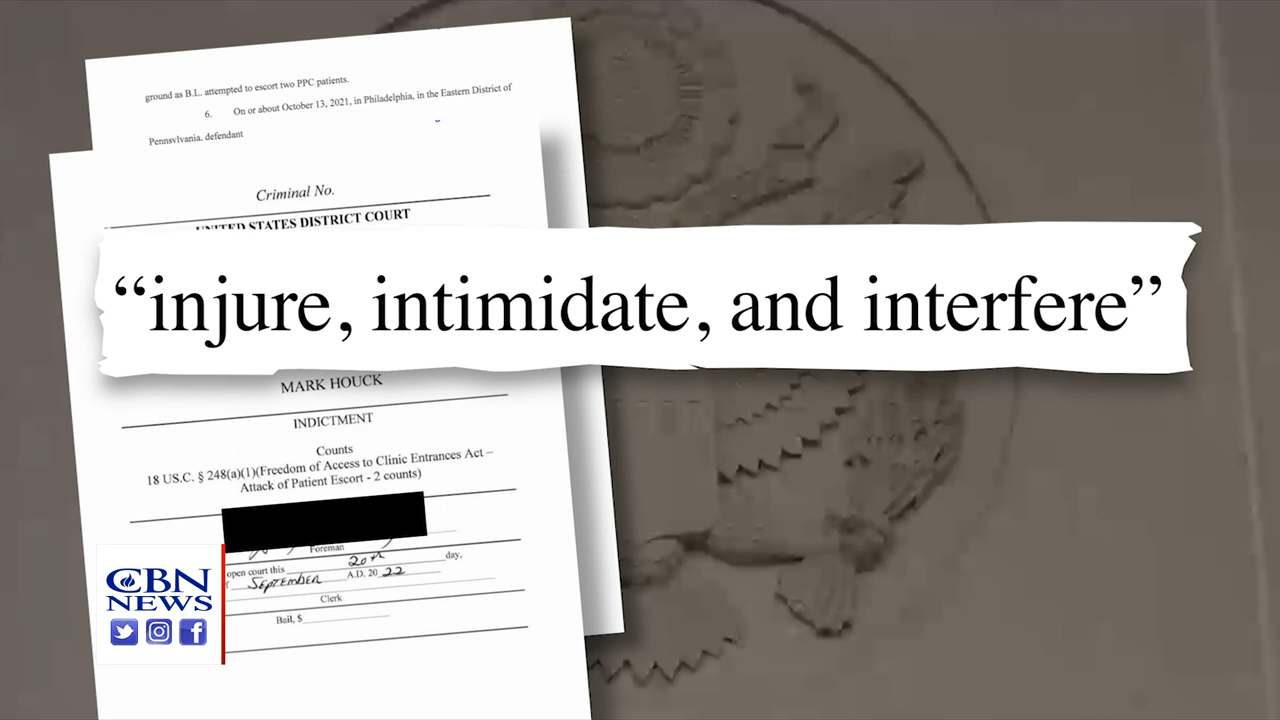 ground as B.L. attempted to escort two PPC patients.
6. On or about October 13, 2021, in Philadelphia, in the Eastern District of
Pennsylvania, defendant
Criminal No.
UNITED STATES DISTRICT COURT
“injure, intimidate, and interfere”
MARK HOUCK
INDICTMENT
Counts
18 US.C. § 248(a)(1)(Freedom of Access to Clinic Entrances Act –
Attack of Patient Escort - 2 counts)
Foreman
open court this 20th day,
September A.D. 20 22
Clerk
Bail, $
CBN
NEWS